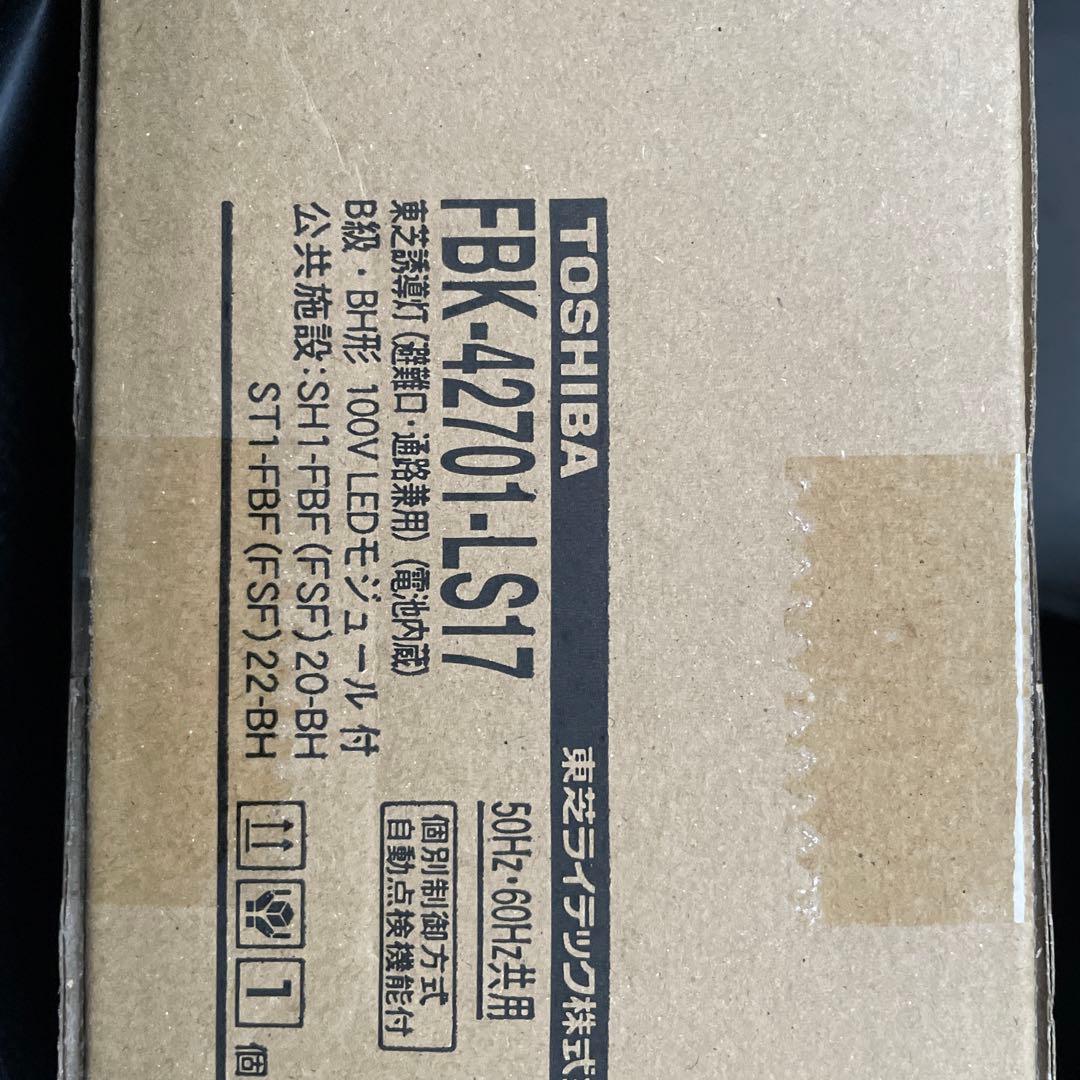 TOSHIBA 東芝ライテック株式
FBK-42701-LS17
50Hz・60Hz共用
東芝誘導灯(避難口・通路兼用)(電池内蔵)
個別制御方式
自動点検機能付
B級・BH形 100V LEDモジュール付
公共施設:SH1-FBF(FSF)20-BH
ST1-FBF(FSF)22-BH
1
個